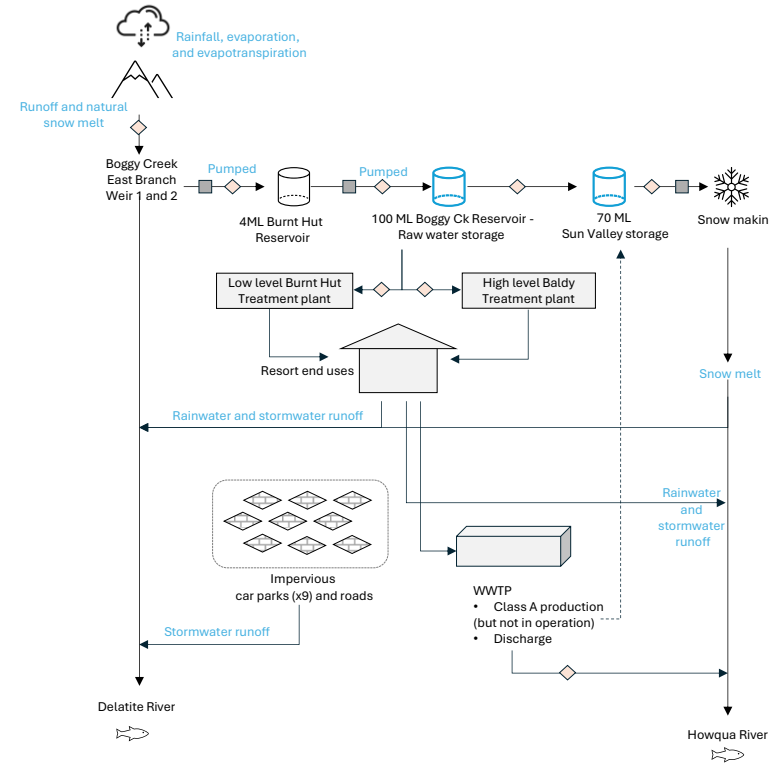 Rainfall, evaporation,
and evapotranspiration
Runoff and natural
snow melt
Boggy Creek
East Branch
Weir 1 and 2
Pumped
4ML Burnt Hut
Reservoir
Pumped
100 ML Boggy Ck Reservoir -
Raw water storage
70 ML
Sun Valley storage
Snow makin
Low level Burnt Hut
Treatment plant
High level Baldy
Treatment plant
Resort end uses
Snow melt
Rainwater and stormwater runoff
Rainwater
and
stormwater
runoff
Impervious
car parks (x9) and roads
WWTP
• Class A production
(but not in operation)
• Discharge
Stormwater runoff
Delatite River
Howqua River